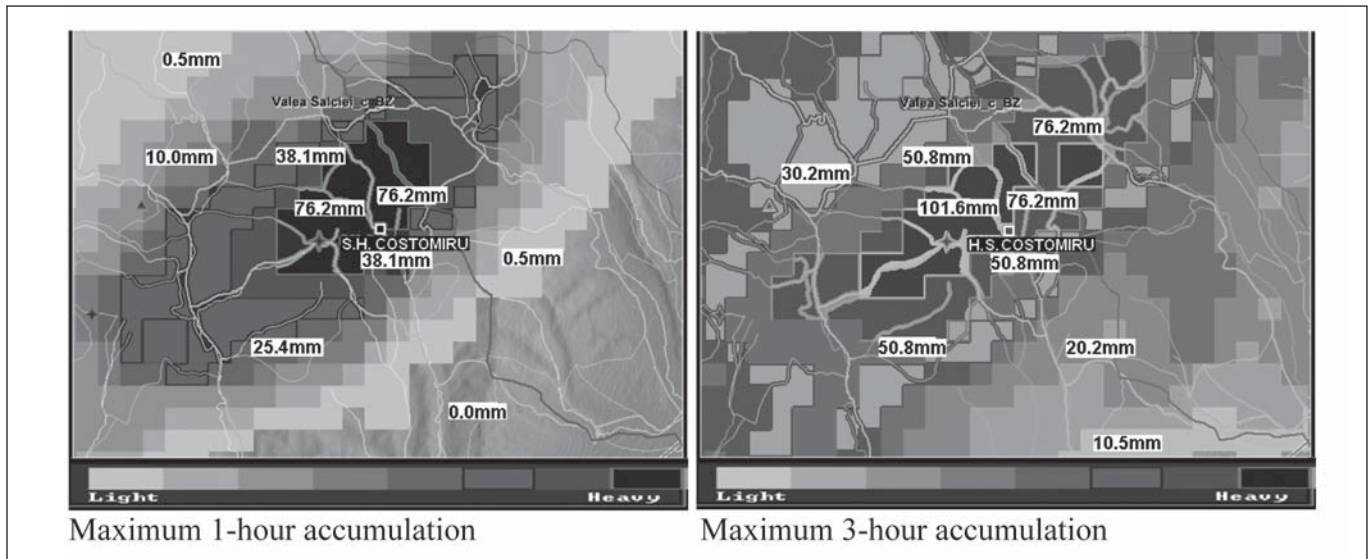 0.5mm
Valea Salciei_c_BZ
10.0mm
38.1mm
76.2mm
76.2mm
S.H. COSTOMIRU
38.1mm
0.5mm
25.4mm
0.0mm
Light Heavy
Maximum 1-hour accumulation
Valea Salciei_c_BZ
76.2mm
50.8mm
30.2mm
76.2mm
101.6mm
H.S. COSTOMIRU
50.8mm
50.8mm
20.2mm
10.5mm
Light Heavy
Maximum 3-hour accumulation